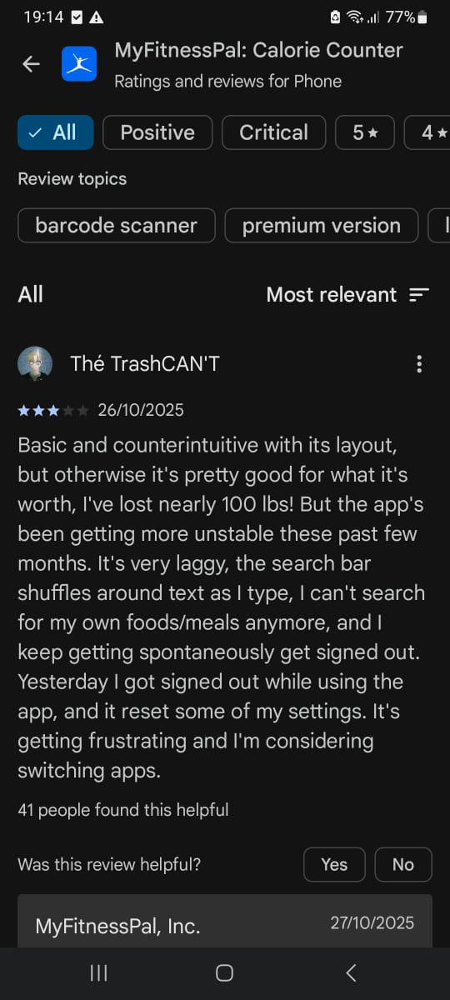 19:14 77%
MyFitnessPal: Calorie Counter
Ratings and reviews for Phone
All Positive Critical 5★ 4★
Review topics
barcode scanner premium version
All Most relevant
Thé TrashCAN'T
26/10/2025
Basic and counterintuitive with its layout,
but otherwise it's pretty good for what it's
worth, I've lost nearly 100 lbs! But the app's
been getting more unstable these past few
months. It's very laggy, the search bar
shuffles around text as I type, I can't search
for my own foods/meals anymore, and I
keep getting spontaneously get signed out.
Yesterday I got signed out while using the
app, and it reset some of my settings. It's
getting frustrating and I'm considering
switching apps.
41 people found this helpful
Was this review helpful? Yes No
MyFitnessPal, Inc. 27/10/2025